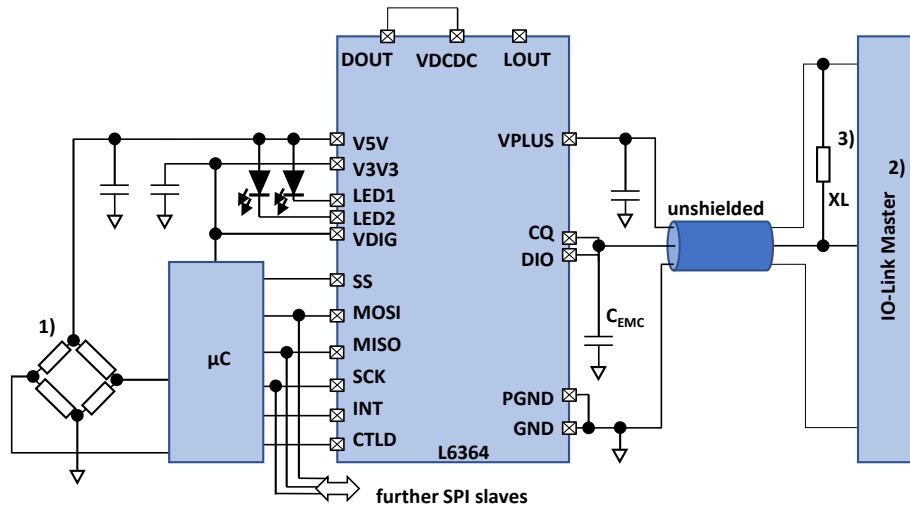 DOUT VDCDC LOUT
V5V
V3V3
LED1
LED2
VDIG
SS
MOSI
MISO
SCK
INT
CTLD
VPLUS
CQ
DIO
PGND
GND
L6364
1)
µC
C_EMC
unshielded
3)
XL
2)
IO-Link Master
further SPI slaves